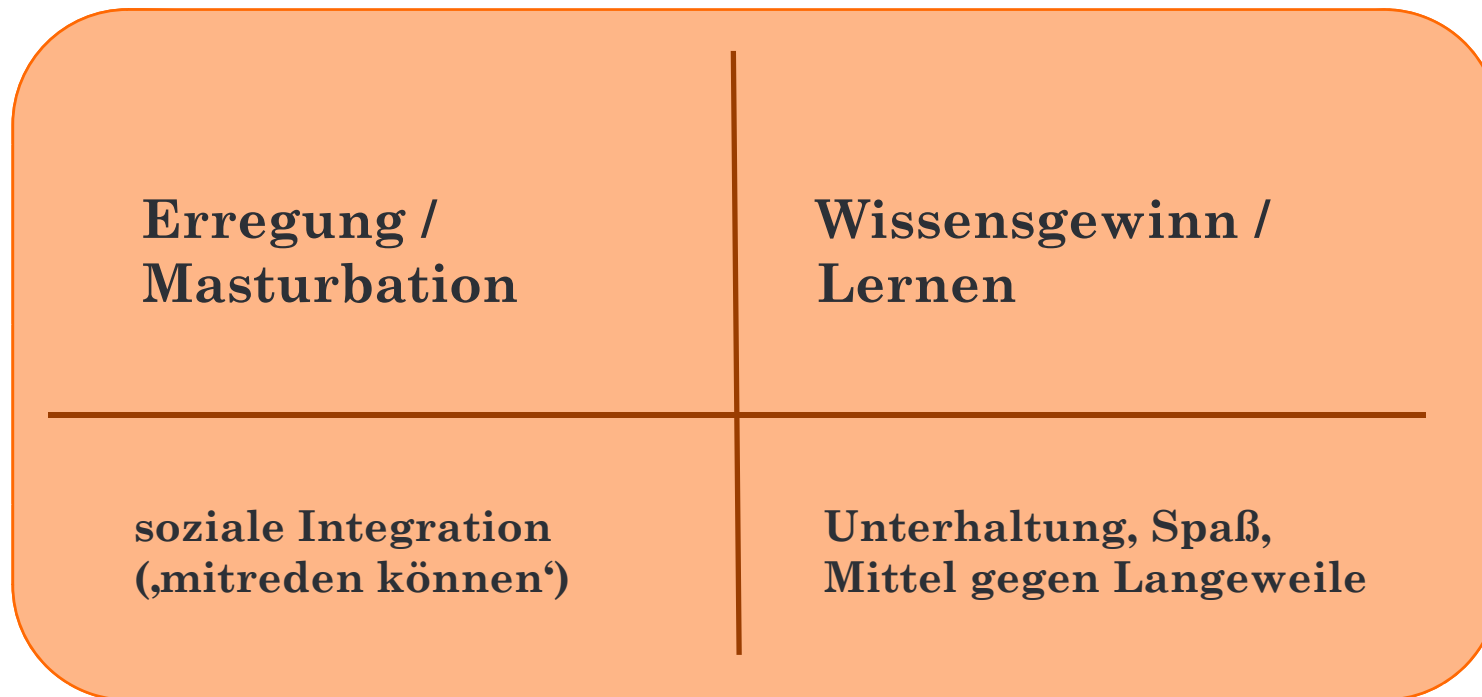 Erregung /
Masturbation
Wissensgewinn /
Lernen
soziale Integration
(‚mitreden können‘)
Unterhaltung, Spaß,
Mittel gegen Langeweile